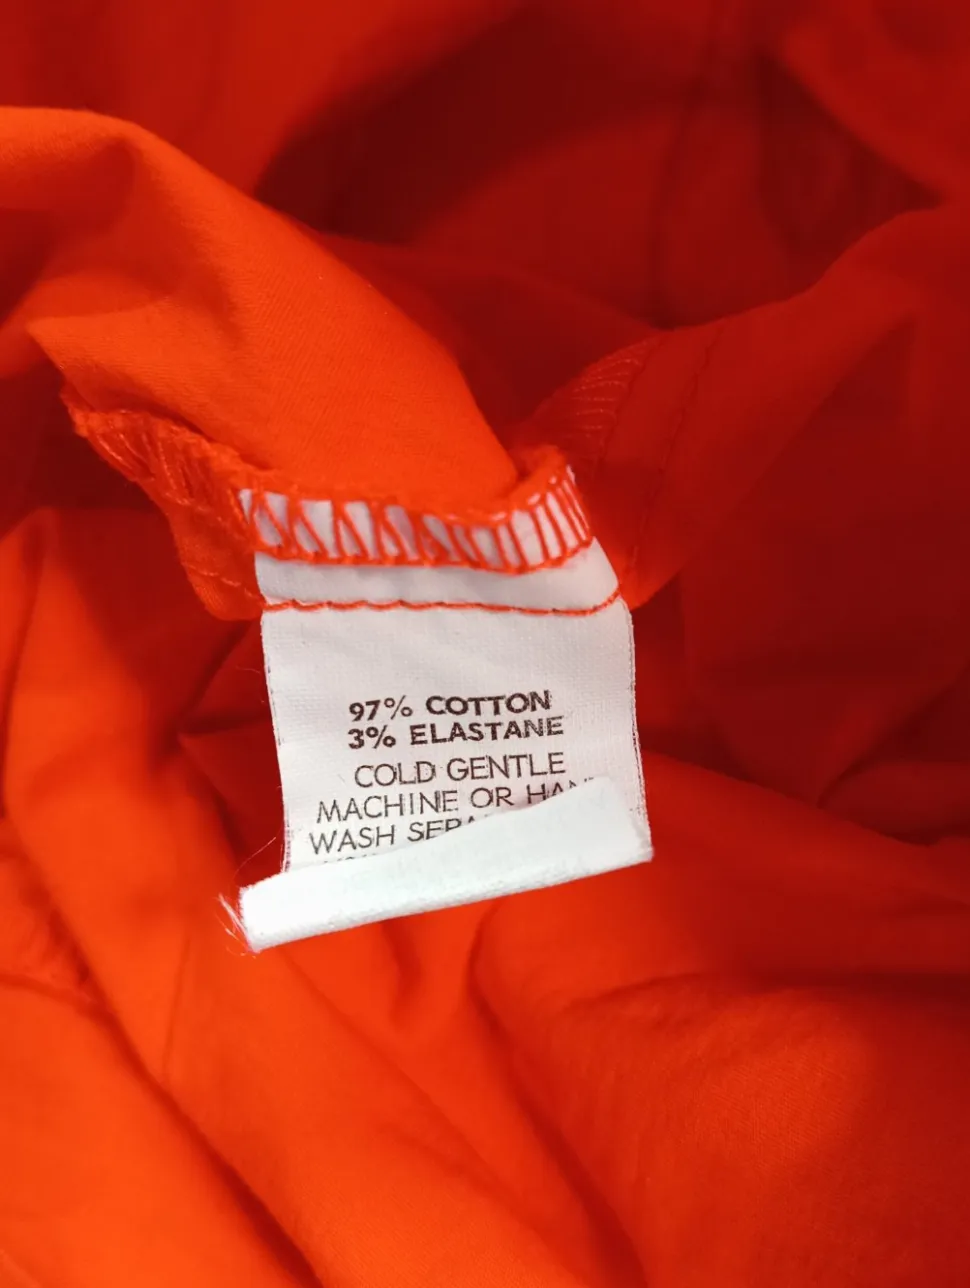 97% COTTON
3% ELASTANE
COLD GENTLE
MACHINE OR
WASH